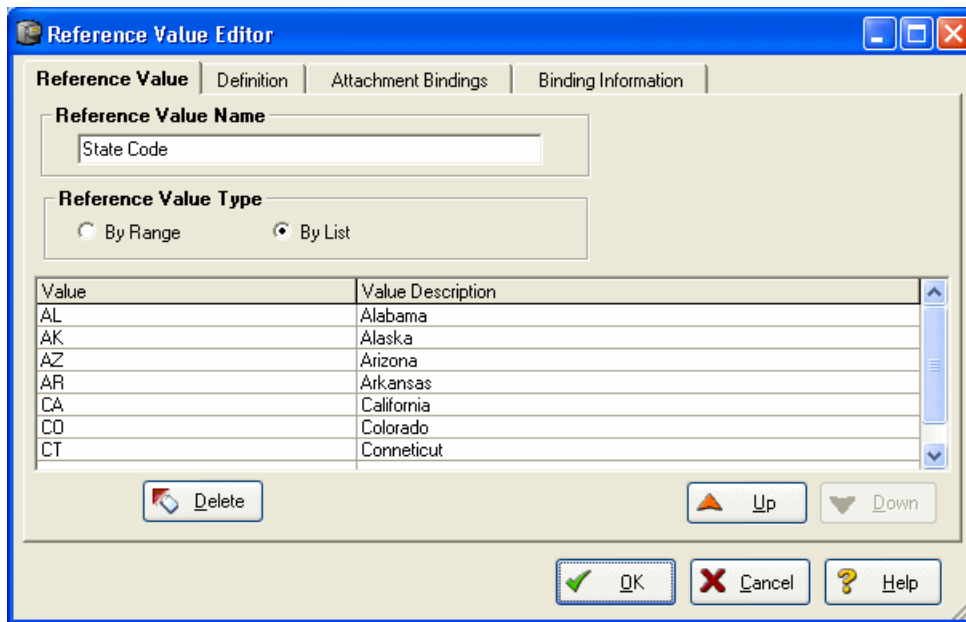 Reference Value Editor
Reference Value Definition Attachment Bindings Binding Information
Reference Value Name
State Code
Reference Value Type
By Range By List
Value Value Description
AL Alabama
AK Alaska
AZ Arizona
AR Arkansas
CA California
CO Colorado
CT Conneticut
Delete Up Down
OK Cancel Help